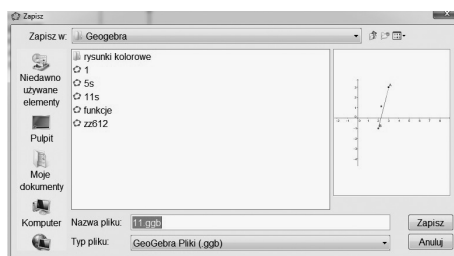 Zapisz
Zapisz w: Geogebra
Niedawno
używane
elementy
Pulpit
Moje
dokumenty
Komputer
rysunki kolorowe
1
5s
11s
funkcje
zz612
Nazwa pliku: 11.ggb
Zapisz
Typ pliku: GeoGebra Pliki (.ggb)
Anuluj